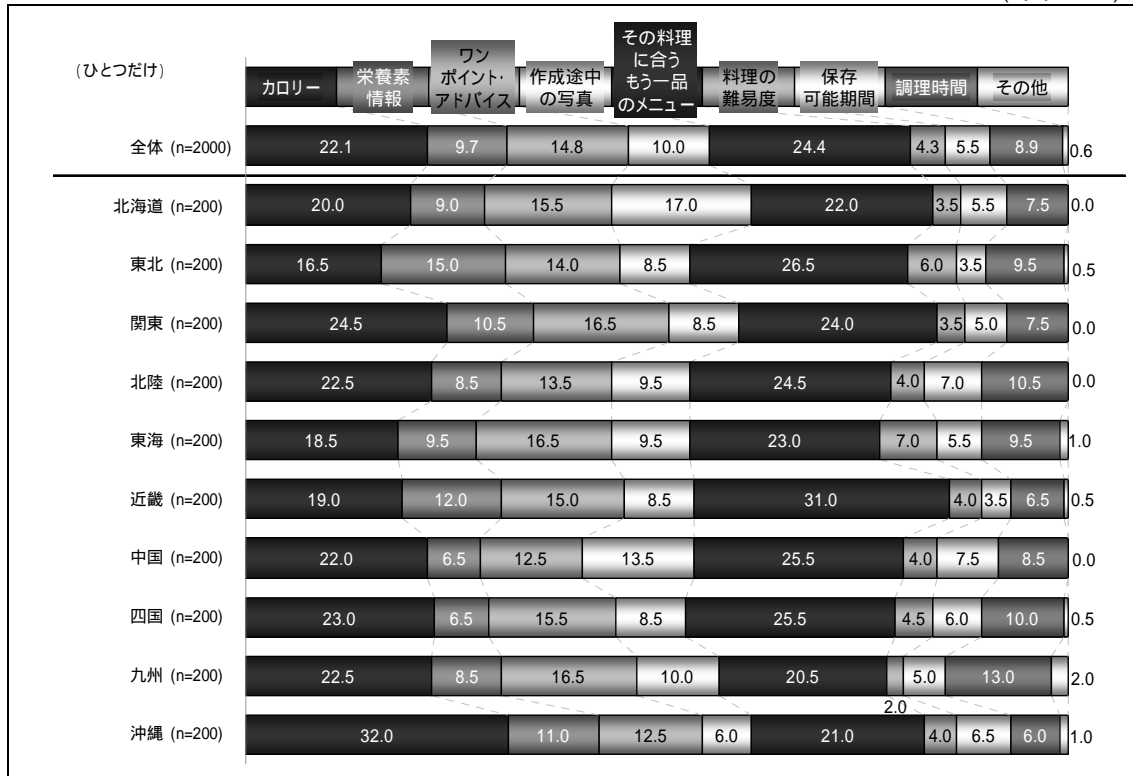 (ひとつだけ)
カロリー
栄養素
情報
ワン
ポイント・
アドバイス
作成途中
の写真
その料理
に合う
もう一品
のメニュー
料理の
難易度
保存
可能期間
調理時間
その他
全体 (n=2000) 22.1 9.7 14.8 10.0 24.4 4.3 5.5 8.9 0.6
北海道 (n=200) 20.0 9.0 15.5 17.0 22.0 3.5 5.5 7.5 0.0
東北 (n=200) 16.5 15.0 14.0 8.5 26.5 6.0 3.5 9.5 0.5
関東 (n=200) 24.5 10.5 16.5 8.5 24.0 3.5 5.0 7.5 0.0
北陸 (n=200) 22.5 8.5 13.5 9.5 24.5 4.0 7.0 10.5 0.0
東海 (n=200) 18.5 9.5 16.5 9.5 23.0 7.0 5.5 9.5 1.0
近畿 (n=200) 19.0 12.0 15.0 8.5 31.0 4.0 3.5 6.5 0.5
中国 (n=200) 22.0 6.5 12.5 13.5 25.5 4.0 7.5 8.5 0.0
四国 (n=200) 23.0 6.5 15.5 8.5 25.5 4.5 6.0 10.0 0.5
九州 (n=200) 22.5 8.5 16.5 10.0 20.5 2.0 5.0 13.0 2.0
沖縄 (n=200) 32.0 11.0 12.5 6.0 21.0 4.0 6.5 6.0 1.0